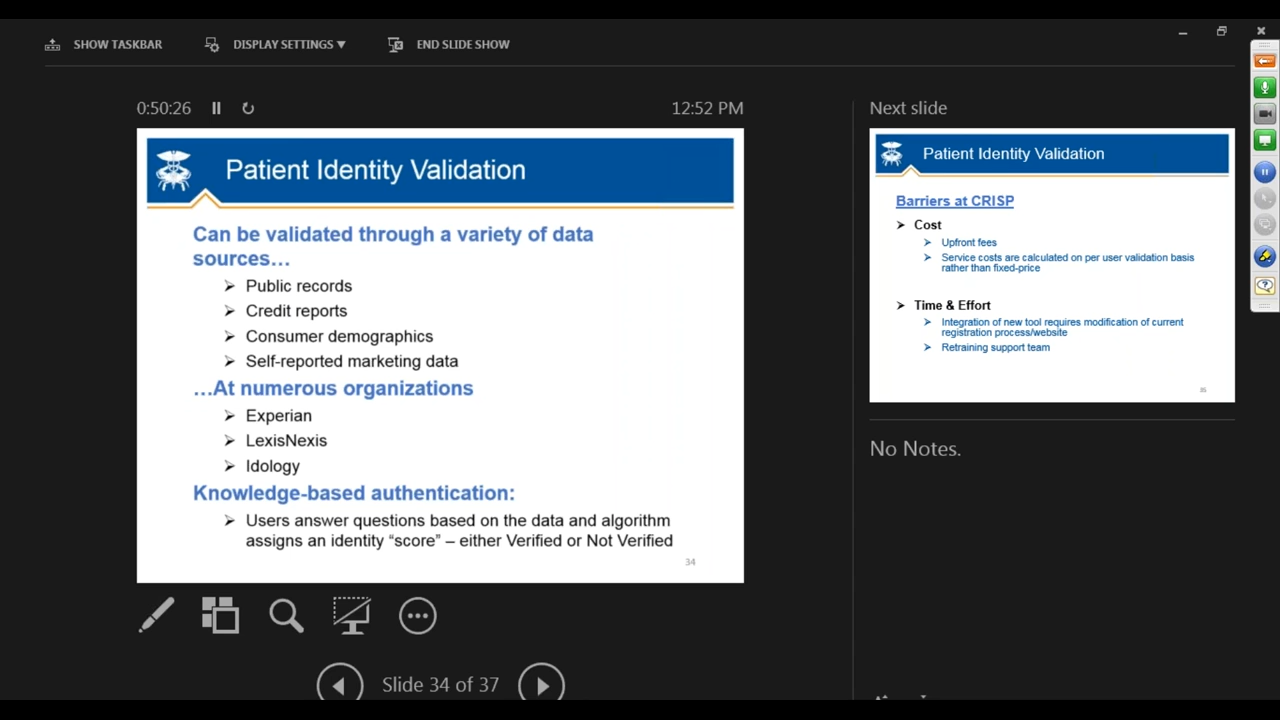 SHOW TASKBAR
DISPLAY SETTINGS
END SLIDE SHOW
0:50:26
12:52 PM
Patient Identity Validation
Can be validated through a variety of data
sources…
Public records
Credit reports
Consumer demographics
Self-reported marketing data
…At numerous organizations
Experian
LexisNexis
Idology
Knowledge-based authentication:
Users answer questions based on the data and algorithm
assigns an identity “score” – either Verified or Not Verified
34
Slide 34 of 37
Next slide
Patient Identity Validation
Barriers at CRISP
Cost
Upfront fees
Service costs are calculated on per user validation basis
rather than fixed-price
Time & Effort
Integration of new tool requires modification of current
registration process/website
Retraining support team
35
No Notes.